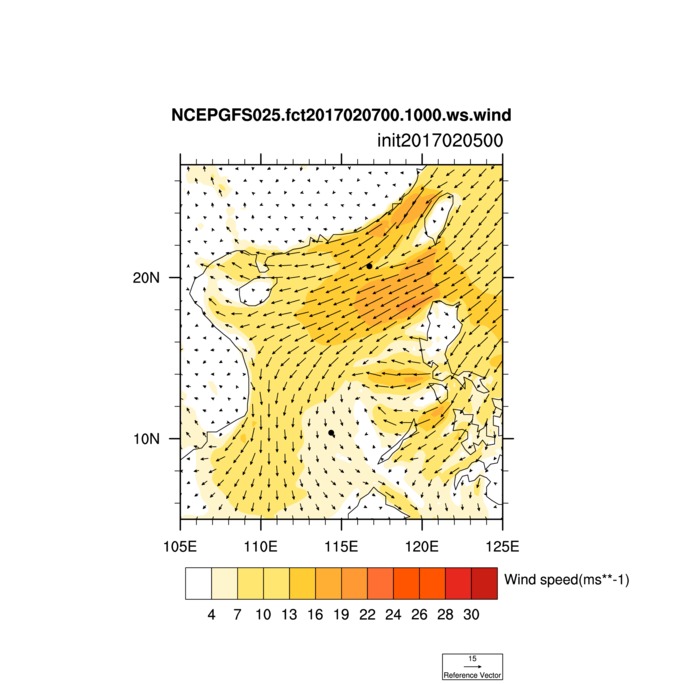 NCEPGFS025.fct2017020700.1000.ws.wind
init2017020500
20N
10N
105E 110E 115E 120E 125E
Wind speed(ms**-1)
4 7 10 13 16 19 22 24 26 28 30
15
Reference Vector